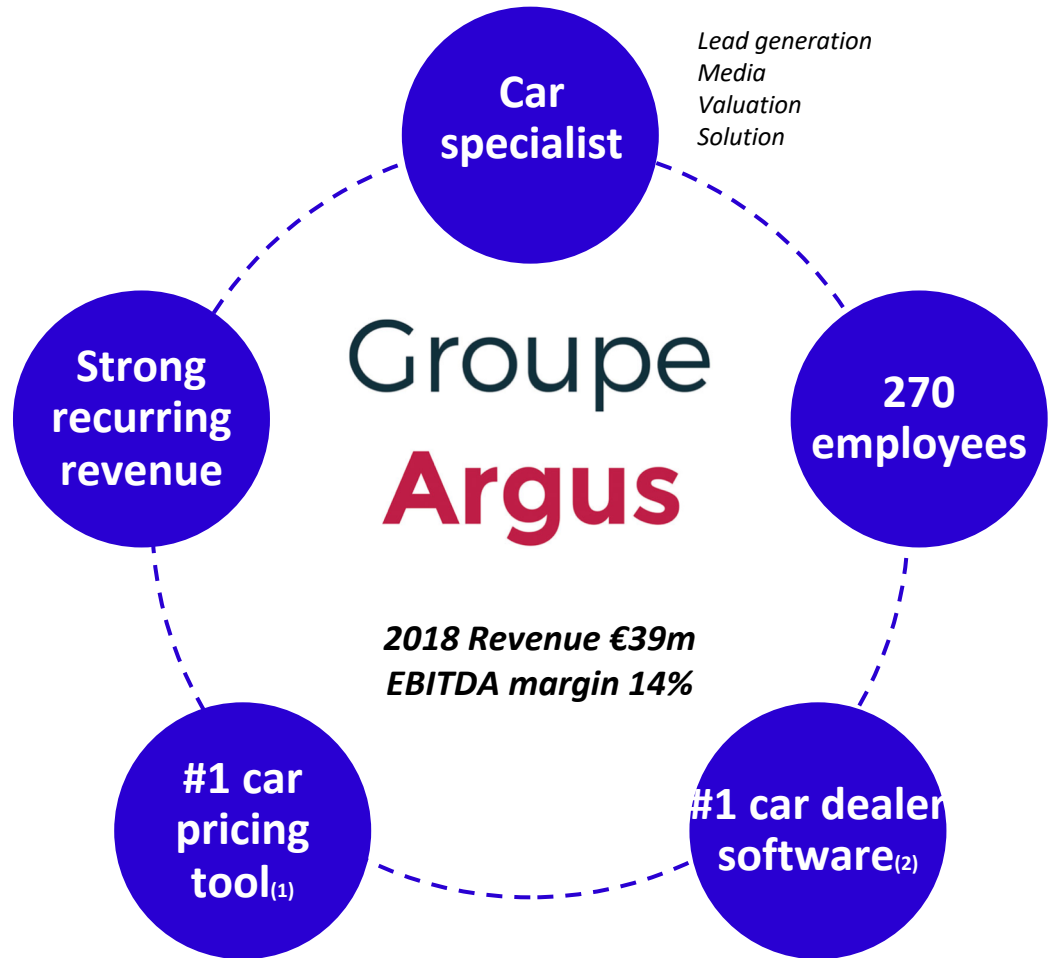 Car
specialist
Lead generation
Media
Valuation
Solution
Strong
recurring
revenue
Groupe
Argus
270
employees
2018 Revenue €39m
EBITDA margin 14%
#1 car
pricing
tool(1)
#1 car dealer
software(2)